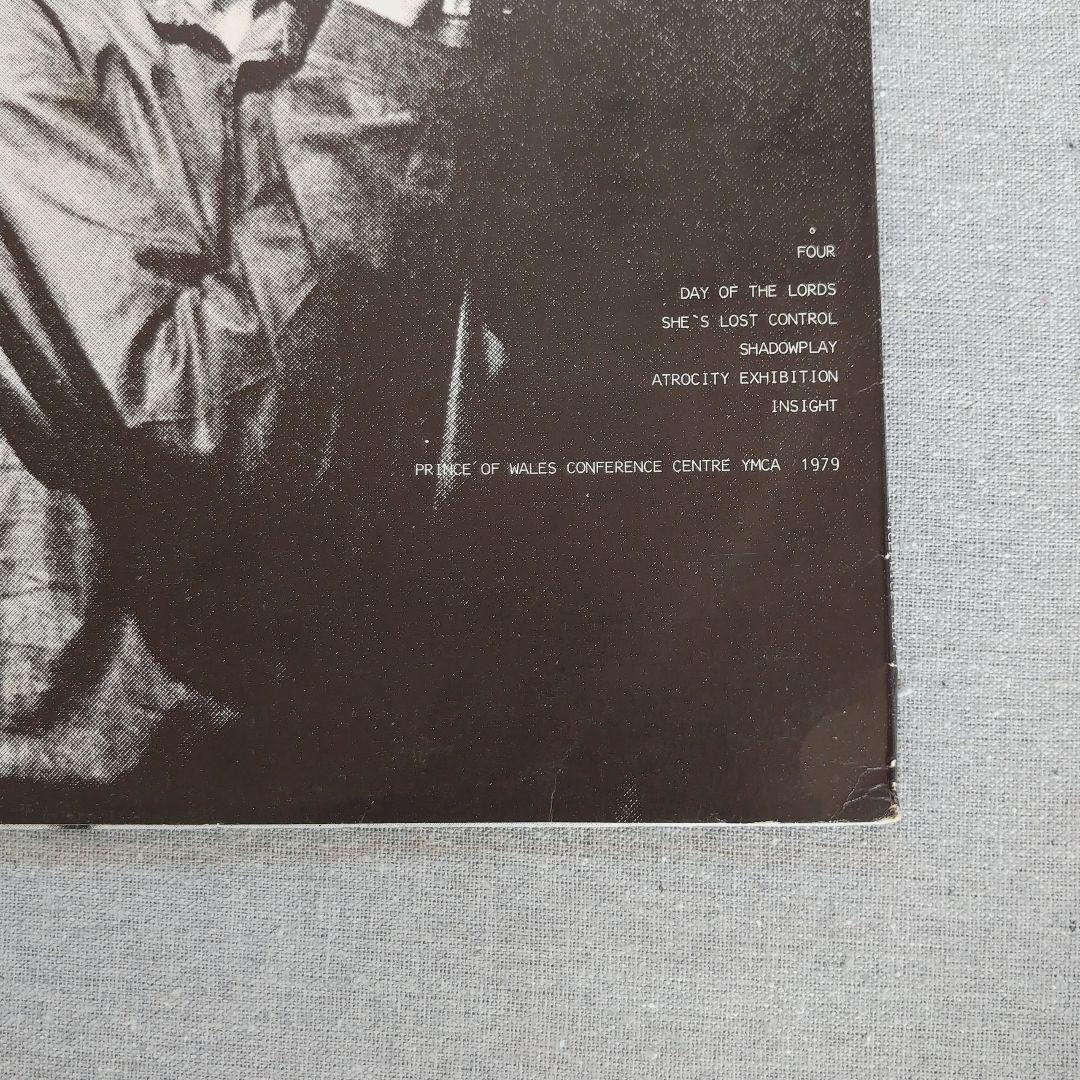 FOUR
DAY OF THE LORDS
SHE`S LOST CONTROL
SHADOWPLAY
ATROCITY EXHIBITION
INSIGHT
PRINCE OF WALES CONFERENCE CENTRE YMCA 1979